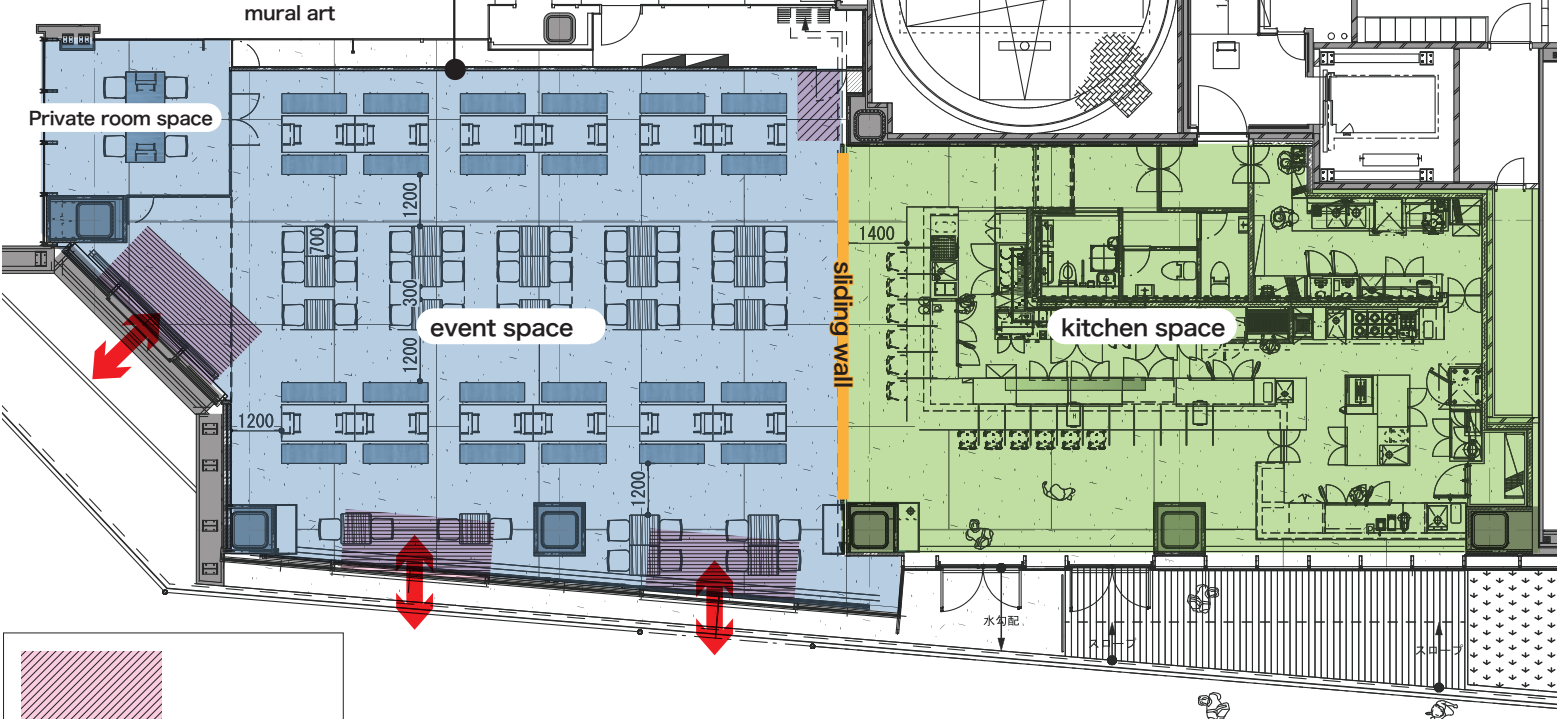 mural art
Private room space
1200
700
300
1200
1200
1200
event space
sliding wall
1400
kitchen space
水勾配
スロープ
スロープ